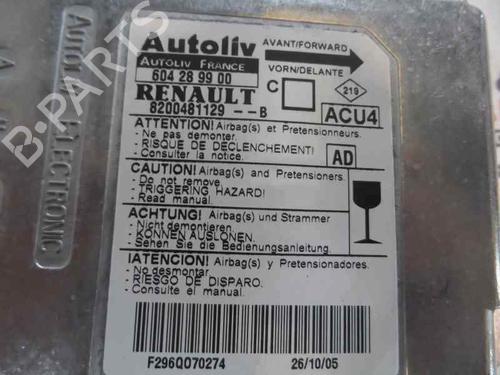 Autoliv
AVANT/FORWARD
AUTOLIV FRANCE
VORN/DELANTE
604 28 99 00
C
219
RENAULT
8200481129 --B
ACU4
ATTENTION! Airbag(s) et Pretensionneurs.
- Ne pas demonter.
- RISQUE DE DECLENCHEMENT!
- Consulter la notice.
AD
CAUTION! Airbag(s) and Pretensioners.
- Do not remove.
- TRIGGERING HAZARD!
- Read manual.
ACHTUNG! Airbag(s) und Strammer
- Nicht demontieren.
- KONNEN AUSLONEN.
- Sehen Sie die Bedienungsanleitung.
¡ATENCION! Airbag(s) y Pretensionadores.
- No desmontar.
- RIESGO DE DISPARO.
- Consulte el manual.
F296Q070274
26/10/05
ELECTRONIC
B-PARTS